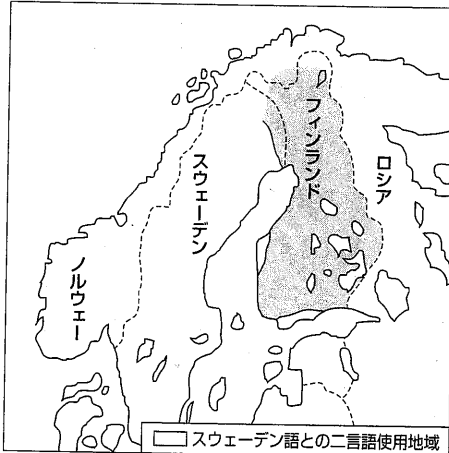 フィンランド
ロシア
スウェーデン
ノルウェー
スウェーデン語との二言語使用地域